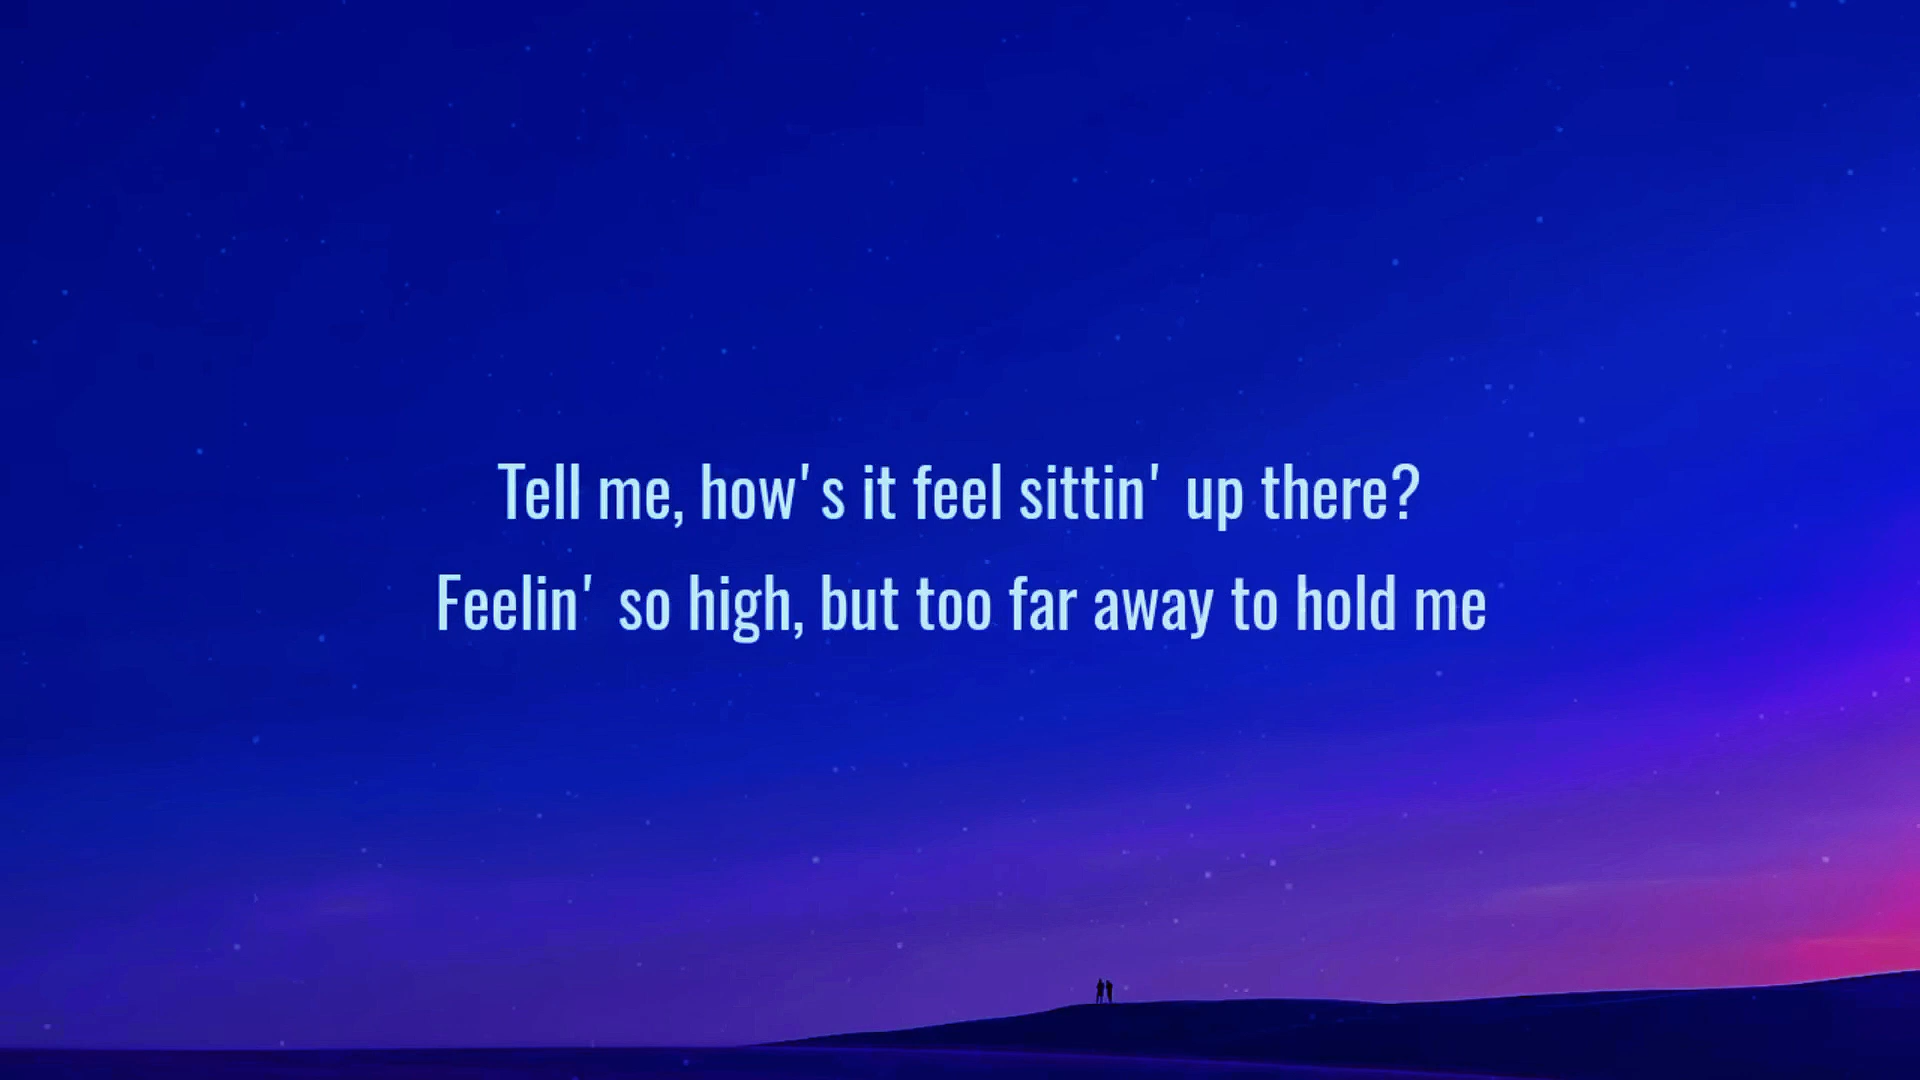 Tell me, how's it feel sittin' up there?
Feelin' so high, but too far away to hold me